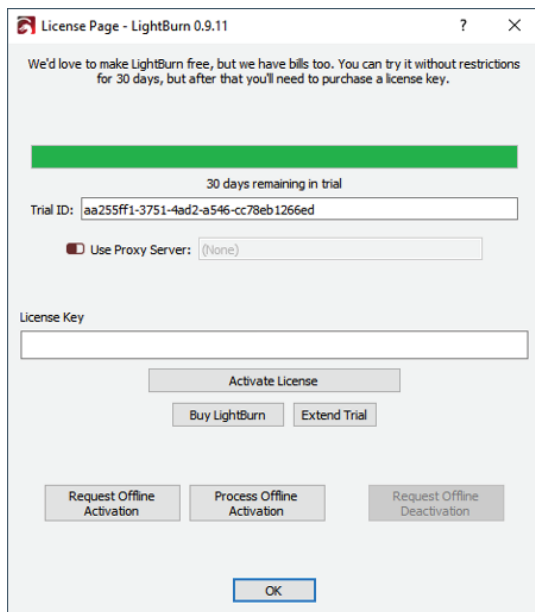 License Page - LightBurn 0.9.11
We'd love to make LightBurn free, but we have bills too. You can try it without restrictions
for 30 days, but after that you'll need to purchase a license key.
30 days remaining in trial
Trial ID: aa255ff1-3751-4ad2-a546-cc78eb1266ed
Use Proxy Server: (None)
License Key
Activate License
Buy LightBurn Extend Trial
Request Offline Process Offline Request Offline
Activation Activation Deactivation
OK